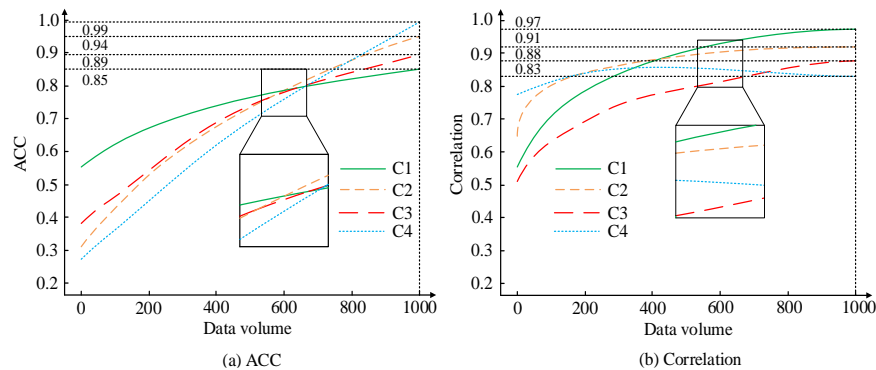 1.1
1.0
0.9
0.8
0.7
0.6
0.5
0.4
0.3
0.2
ACC
0.99
0.94
0.89
0.85
C1
C2
C3
C4
0 200 400 600 800 1000
Data volume
(a) ACC
1.1
1.0
0.9
0.8
0.7
0.6
0.5
0.4
0.3
0.2
Correlation
0.97
0.91
0.88
0.83
C1
C2
C3
C4
0 200 400 600 800 1000
Data volume
(b) Correlation